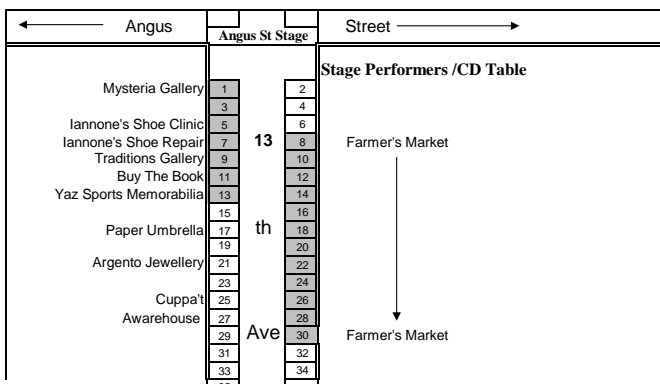 Angus
Angus St Stage
Street
Stage Performers /CD Table
Mysteria Gallery 1 2
3 4
Iannone's Shoe Clinic 5 6
Iannone's Shoe Repair 7 13 8 Farmer's Market
Traditions Gallery 9 10
Buy The Book 11 12
Yaz Sports Memorabilia 13 14
15 16
Paper Umbrella 17 th 18
19 20
Argento Jewellery 21 22
23 24
Cuppa't 25 26
Awarehouse 27 28
29 Ave 30 Farmer's Market
31 32
33 34